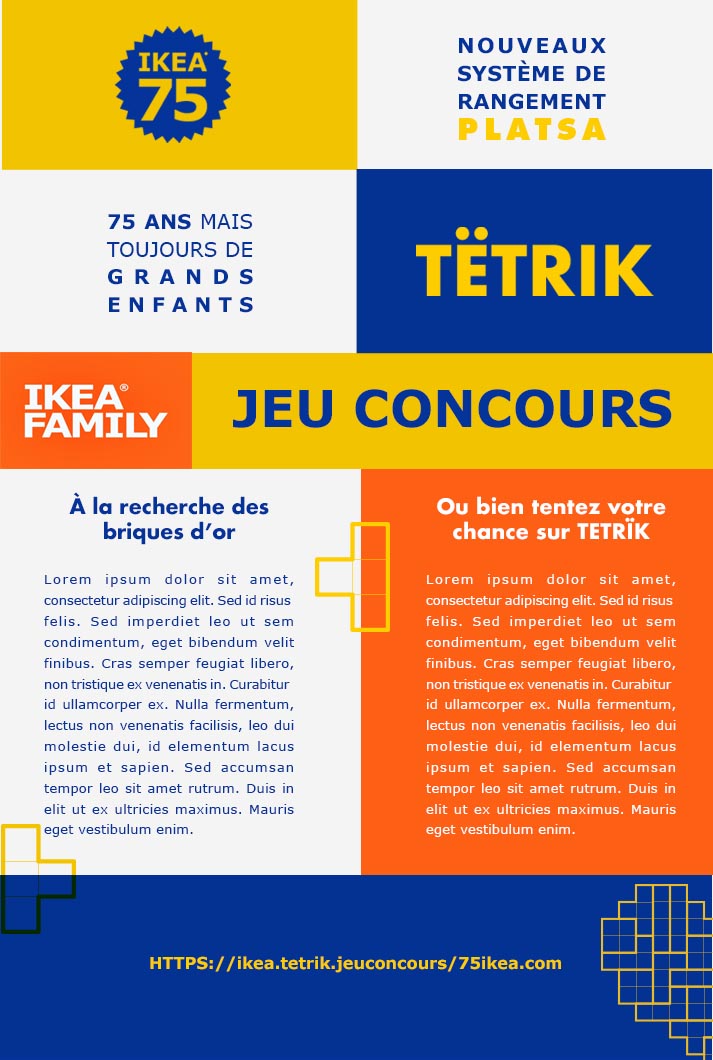 IKEA®
75
NOUVEAUX
SYSTÈME DE
RANGEMENT
PLATSA
75 ANS MAIS
TOUJOURS DE
GRANDS
ENFANTS
TËTRIK
IKEA®
FAMILY
JEU CONCOURS
À la recherche des
briques d’or
Lorem ipsum dolor sit amet,
consectetur adipiscing elit. Sed id risus
felis. Sed imperdiet leo ut sem
condimentum, eget bibendum velit
finibus. Cras semper feugiat libero,
non tristique ex venenatis in. Curabitur
id ullamcorper ex. Nulla fermentum,
lectus non venenatis facilisis, leo dui
molestie dui, id elementum lacus
ipsum et sapien. Sed accumsan
tempor leo sit amet rutrum. Duis in
elit ut ex ultricies maximus. Mauris
eget vestibulum enim.
Ou bien tentez votre
chance sur TETRÏK
Lorem ipsum dolor sit amet,
consectetur adipiscing elit. Sed id risus
felis. Sed imperdiet leo ut sem
condimentum, eget bibendum velit
finibus. Cras semper feugiat libero,
non tristique ex venenatis in. Curabitur
id ullamcorper ex. Nulla fermentum,
lectus non venenatis facilisis, leo dui
molestie dui, id elementum lacus
ipsum et sapien. Sed accumsan
tempor leo sit amet rutrum. Duis in
elit ut ex ultricies maximus. Mauris
eget vestibulum enim.
HTTPS://ikea.tetrik.jeuconcours/75ikea.com